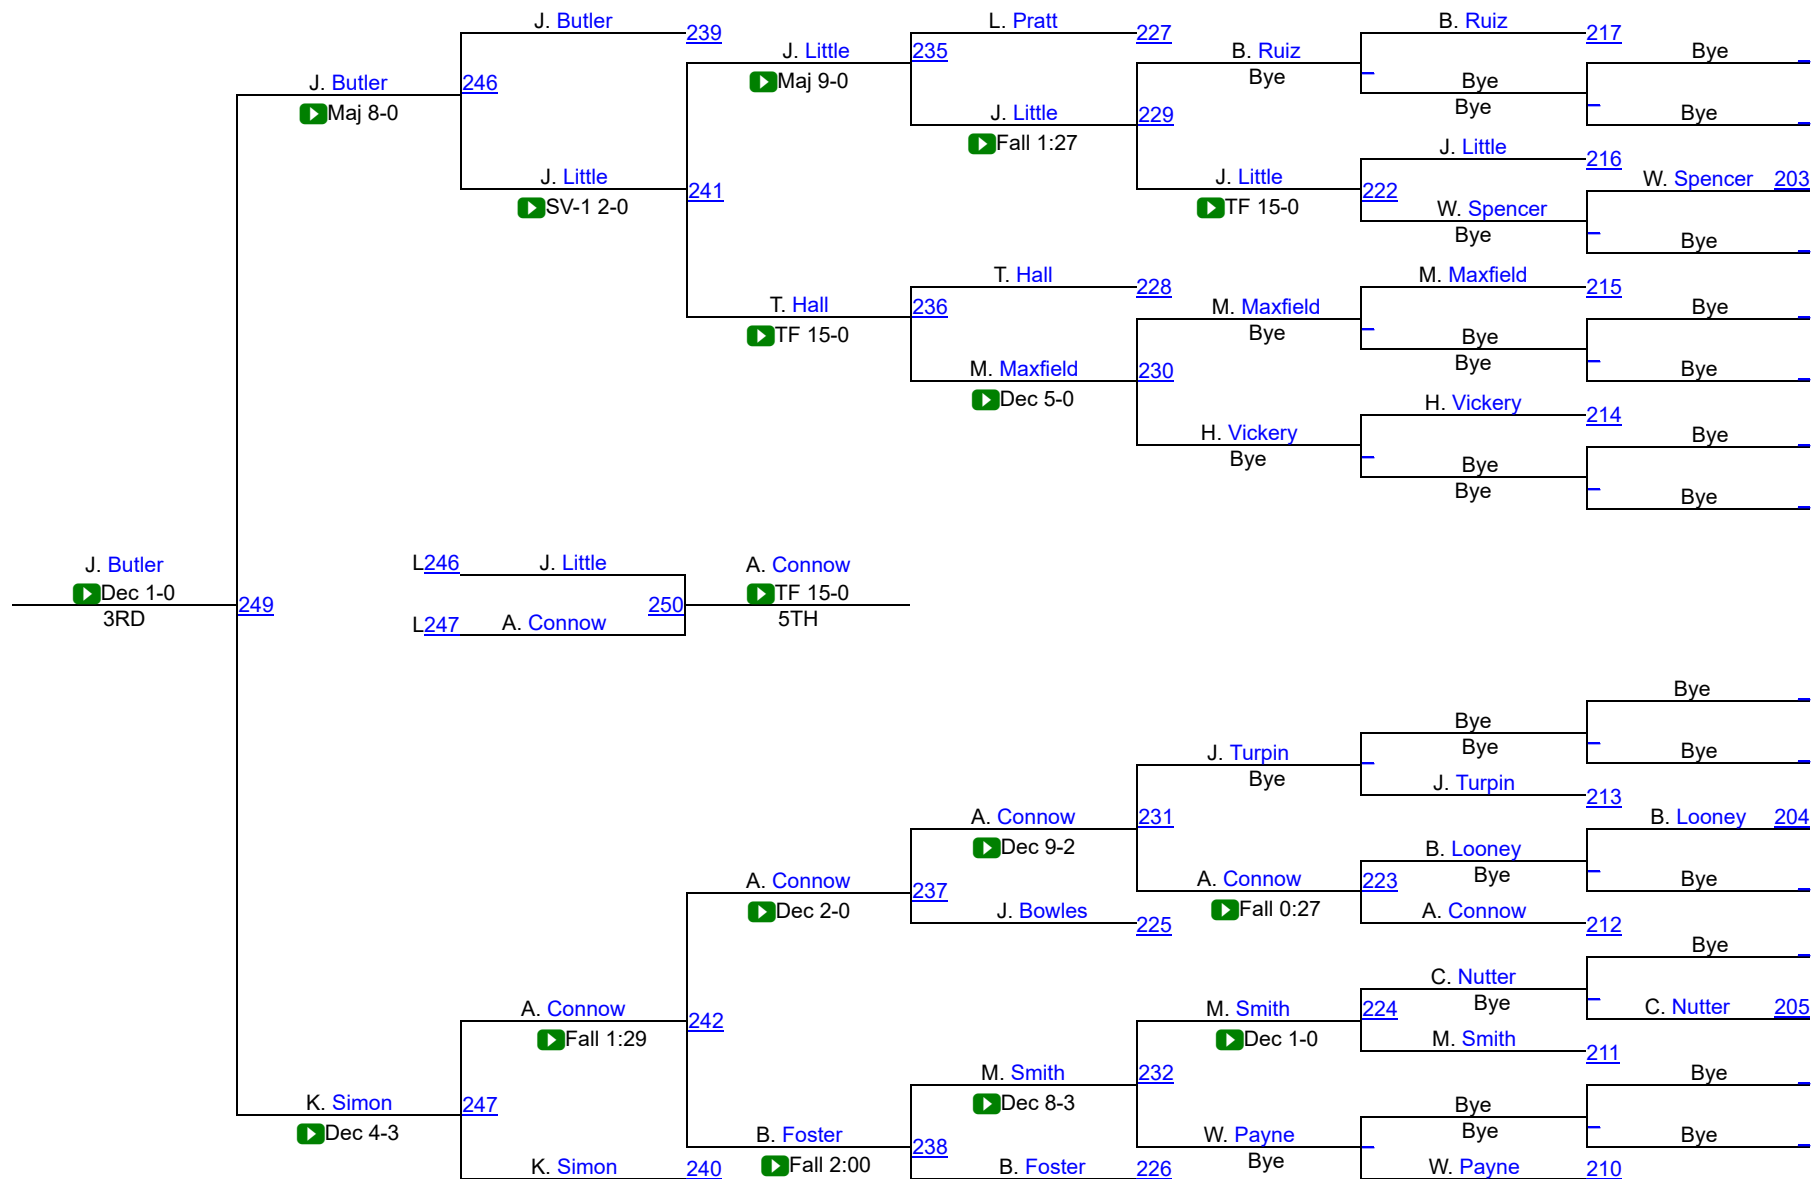 J. Butler
239
L. Pratt
227
B. Ruiz
217
J. Little
235
B. Ruiz
Bye
Bye
Maj 9-0
Bye
Bye
J. Butler
246
Maj 8-0
J. Little
229
Bye
Fall 1:27
J. Little
216
J. Little
241
J. Little
222
W. Spencer 203
SV-1 2-0
TF 15-0
W. Spencer
Bye
Bye
T. Hall
228
M. Maxfield
215
T. Hall
236
M. Maxfield
Bye
TF 15-0
Bye
Bye
Bye
M. Maxfield
230
Bye
Dec 5-0
H. Vickery
214
H. Vickery
Bye
Bye
Bye
Bye
Bye
J. Butler
Dec 1-0
3RD
249
L246 J. Little
250
L247 A. Connow
A. Connow
TF 15-0
5TH
Bye
Bye
Bye
J. Turpin
Bye
Bye
J. Turpin
213
A. Connow
231
B. Looney 204
Dec 9-2
B. Looney
Bye
A. Connow
237
A. Connow
223
Bye
Dec 2-0
Fall 0:27
J. Bowles
225
A. Connow
212
Bye
C. Nutter
Bye
A. Connow
242
M. Smith
224
C. Nutter 205
Fall 1:29
Dec 1-0
M. Smith
211
M. Smith
232
Bye
Dec 8-3
K. Simon
247
Bye
Bye
Dec 4-3
B. Foster
238
W. Payne
Bye
Bye
Fall 2:00
K. Simon
240
B. Foster
226
W. Payne
210